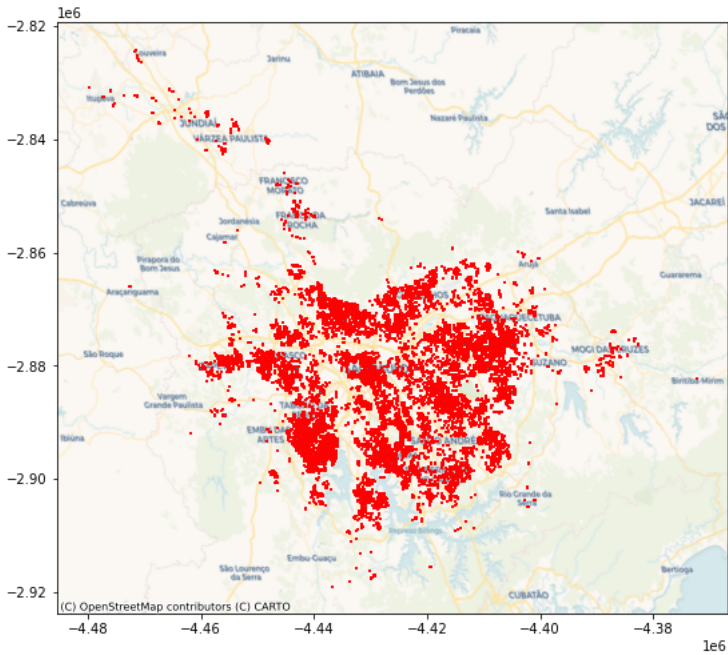 1e6
−2.82
−2.84
−2.86
−2.88
−2.90
−2.92
Piracaia
Louveira
Jarinu
ATIBAIA
Bom Jesus dos
Perdões
Itupeva
JUNDIAÍ
VÁRZEA PAULISTA
Nazaré Paulista
FRANCISCO
MORATO
Cabreúva
JACAREÍ
Jordanésia
ROCHA
Santa Isabel
Cajamar
Pirapora do
Bom Jesus
Arujá
Guararema
Araçariguama
São Roque
MOGI DAS CRUZES
Biritiba-Mirim
Vargem
Grande Paulista
EMBU DAS
ARTES
Ibiúna
Rio Grande da
Serra
Embu-Guaçu
São Lourenço
da Serra
Bertioga
CUBATÃO
(C) OpenStreetMap contributors (C) CARTO
−4.48
−4.46
−4.44
−4.42
−4.40
−4.38
1e6